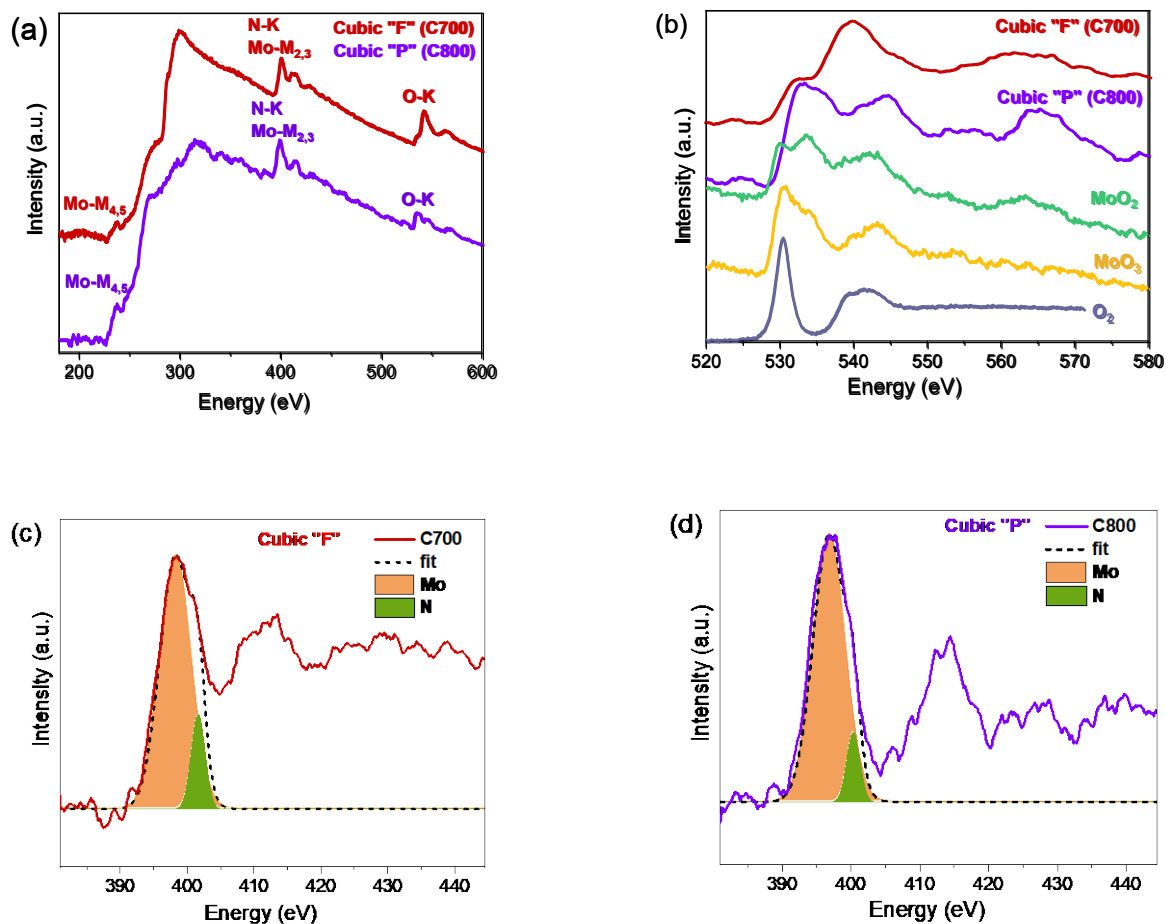 (a)
N-K
Mo-M2,3
Cubic "F" (C700)
Cubic "P" (C800)
O-K
N-K
Mo-M2,3
O-K
Mo-M4,5
Mo-M4,5
Intensity (a.u.)
200 300 400 500 600
Energy (eV)
(b)
Cubic "F" (C700)
Cubic "P" (C800)
MoO2
MoO3
O2
Intensity (a.u.)
520 530 540 550 560 570 580
Energy (eV)
(c)
Cubic "F"
C700
fit
Mo
N
Intensity (a.u.)
390 400 410 420 430 440
Energy (eV)
(d)
Cubic "P"
C800
fit
Mo
N
Intensity (a.u.)
390 400 410 420 430 440
Energy (eV)